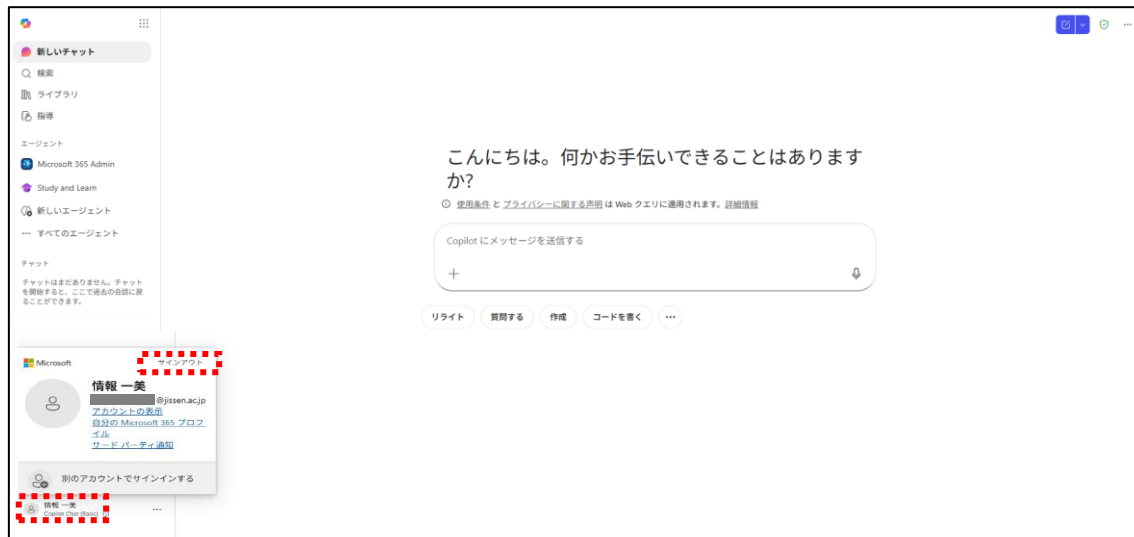 新しいチャット
検索
ライブラリ
指導
エージェント
Microsoft 365 Admin
Study and Learn
新しいエージェント
すべてのエージェント
チャット
チャットはまだありません。チャット
を開始すると、ここで過去の会話に戻
ることができます。
こんにちは。何かお手伝いできることはあります
か?
使用条件 と プライバシーに関する声明 は Web クエリに適用されます。詳細情報
Copilot にメッセージを送信する
リライト 質問する 作成 コードを書く
Microsoft サインアウト
情報 一美
@jissen.ac.jp
アカウントの表示
自分の Microsoft 365 プロフ
ィル
サード パーティ通知
別のアカウントでサインインする
情報 一美
Copilot Chat (Basic)